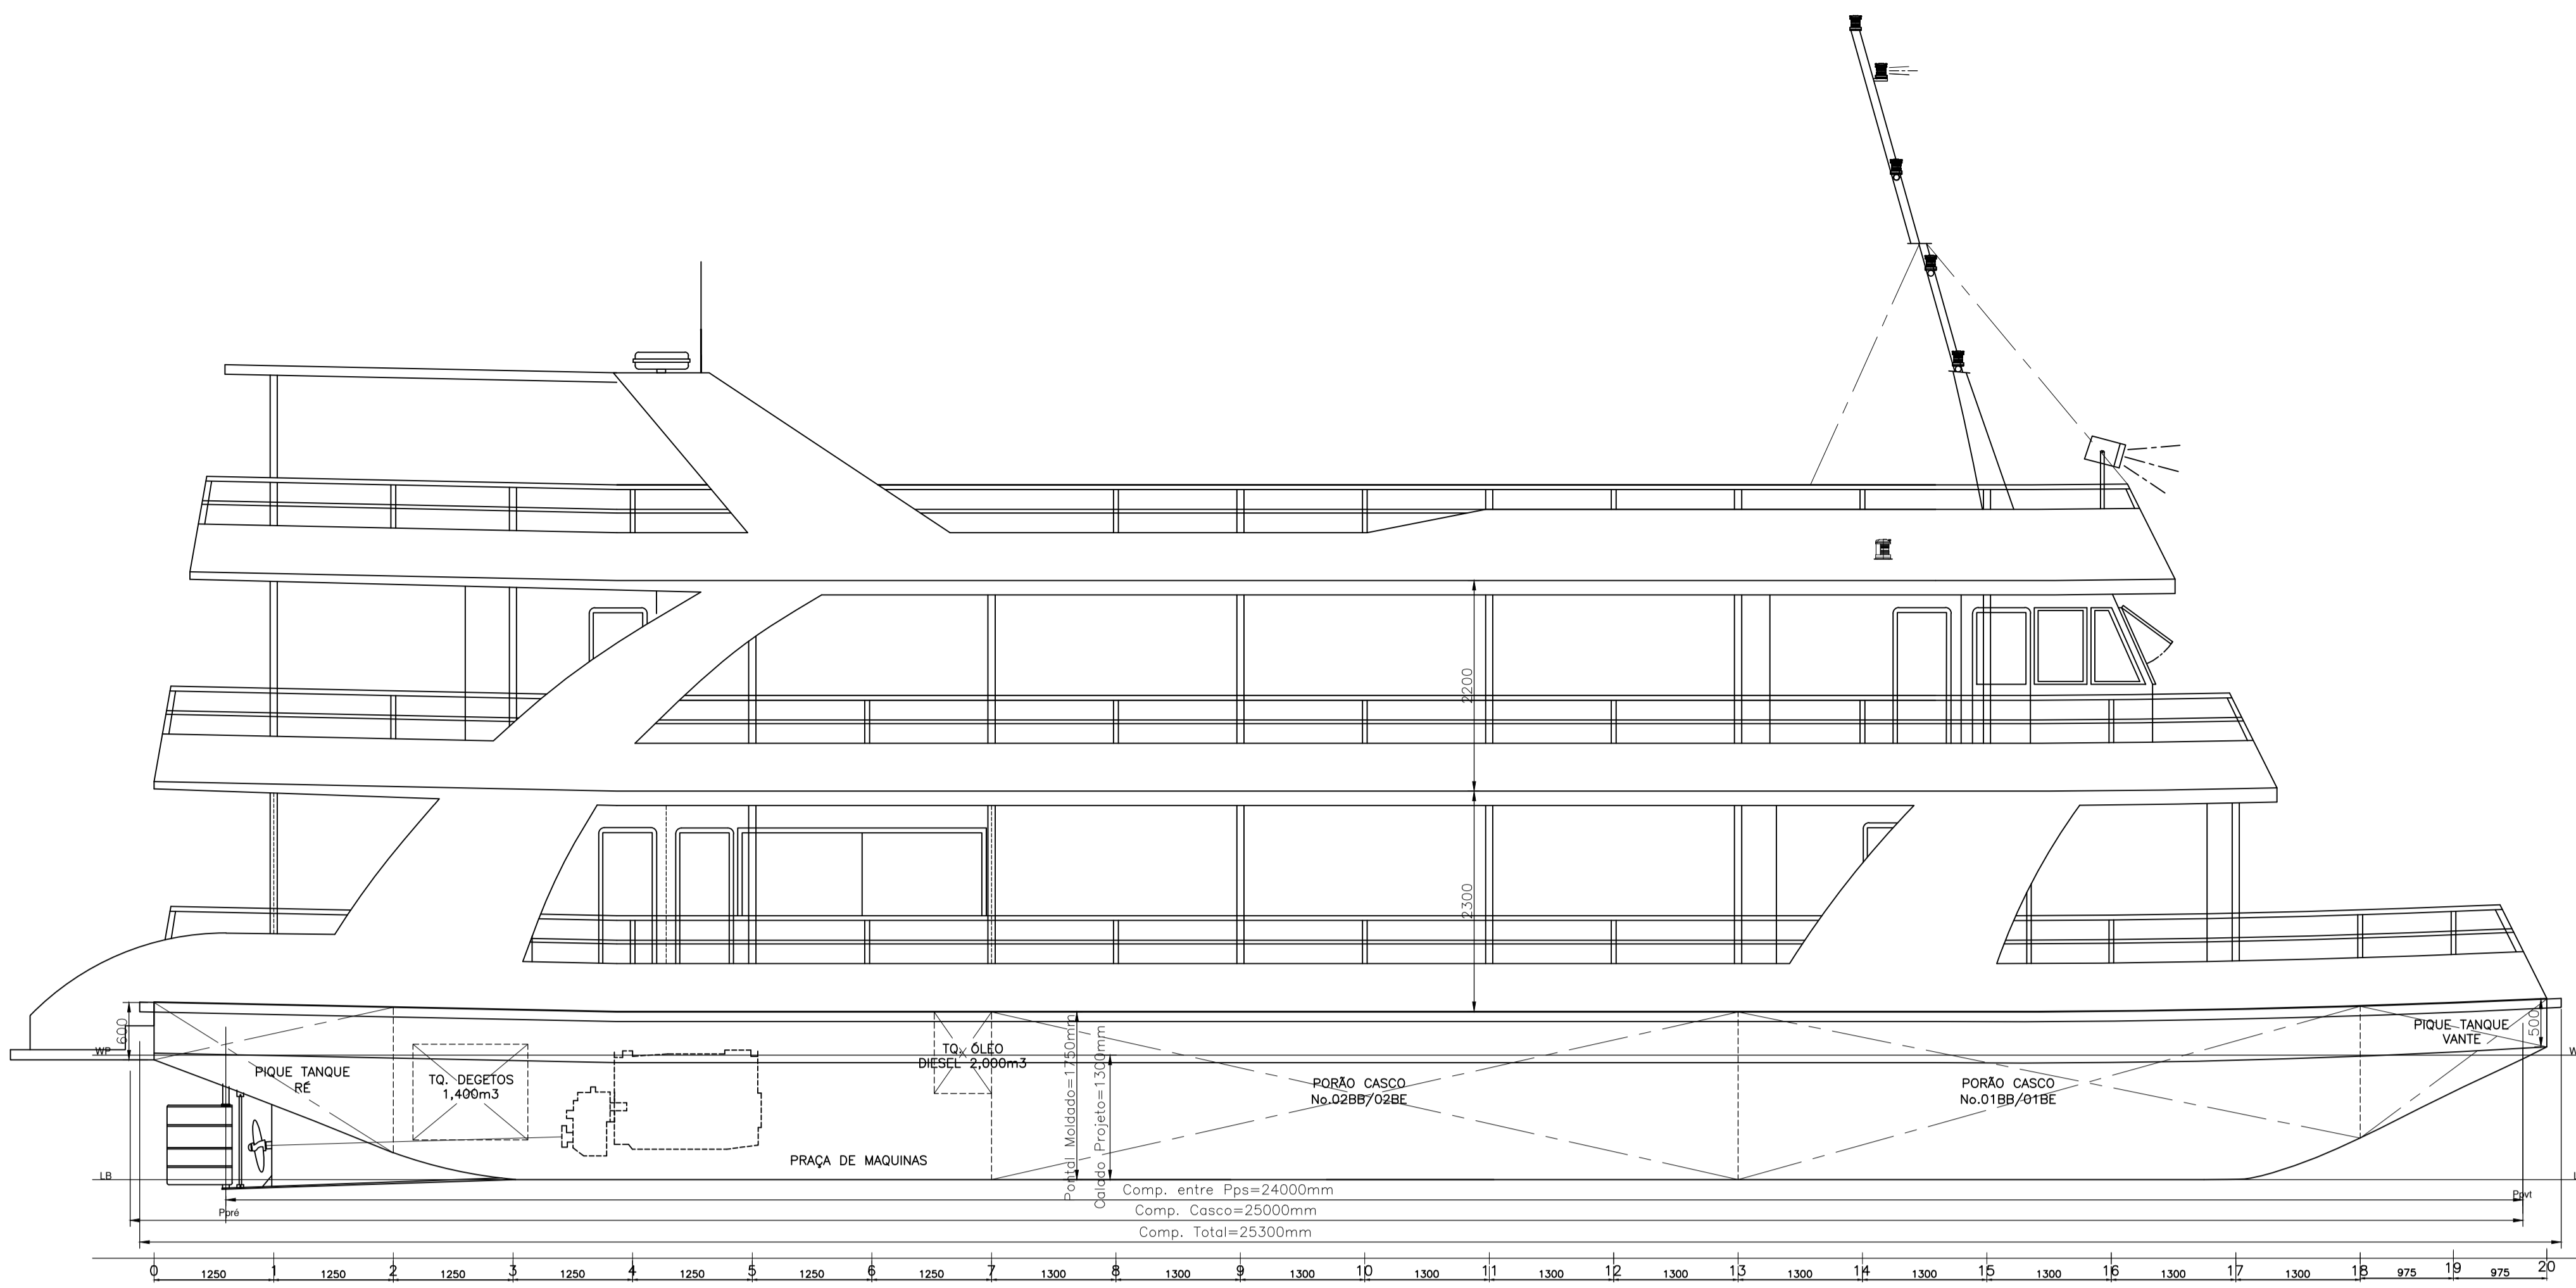 2200
2300
600
500
WP
W
PIQUE TANQUE
RÉ
TQ. DEGETOS
1,400m3
TQ. ÓLEO
DIESEL 2,000m3
Pontal Moldado=1750mm
Calado Projeto=1300mm
PORÃO CASCO
No.02BB/02BE
PORÃO CASCO
No.01BB/01BE
PIQUE TANQUE
VANTE
PRAÇA DE MAQUINAS
LB
L
Ppré
Ppvt
Comp. entre Pps=24000mm
Comp. Casco=25000mm
Comp. Total=25300mm
0 1250 1 1250 2 1250 3 1250 4 1250 5 1250 6 1250 7 1300 8 1300 9 1300 10 1300 11 1300 12 1300 13 1300 14 1300 15 1300 16 1300 17 1300 18 975 19 975 20